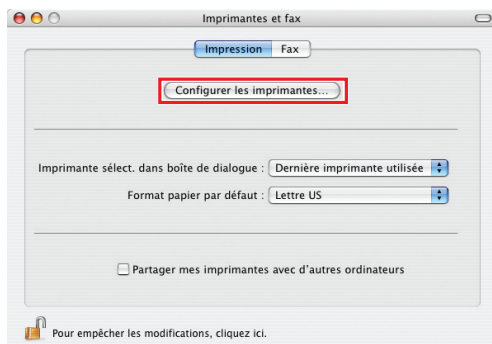 Imprimantes et fax
Impression Fax
Configurer les imprimantes...
Imprimante sélect. dans boîte de dialogue : Dernière imprimante utilisée
Format papier par défaut : Lettre US
Partager mes imprimantes avec d'autres ordinateurs
Pour empêcher les modifications, cliquez ici.